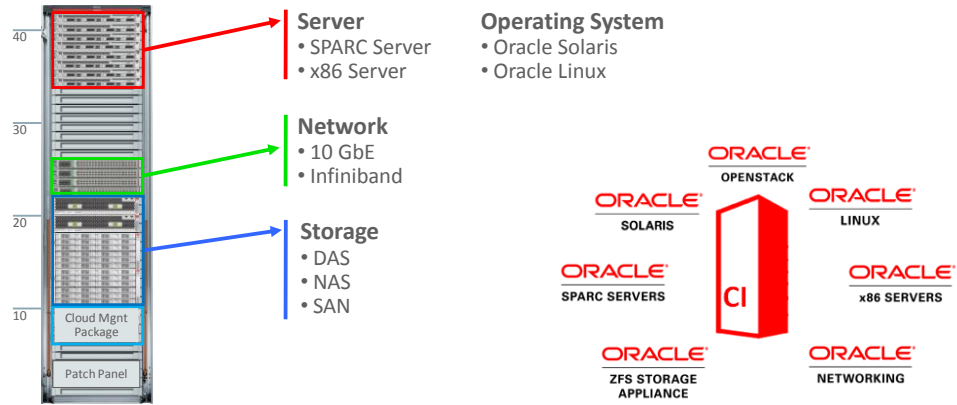 40
30
20
10
Cloud Mgnt
Package
Patch Panel
Server
• SPARC Server
• x86 Server
Operating System
• Oracle Solaris
• Oracle Linux
Network
• 10 GbE
• Infiniband
Storage
• DAS
• NAS
• SAN
ORACLE®
OPENSTACK
ORACLE®
SOLARIS
ORACLE®
LINUX
ORACLE®
SPARC SERVERS
CI
ORACLE®
x86 SERVERS
ORACLE®
ZFS STORAGE
APPLIANCE
ORACLE®
NETWORKING